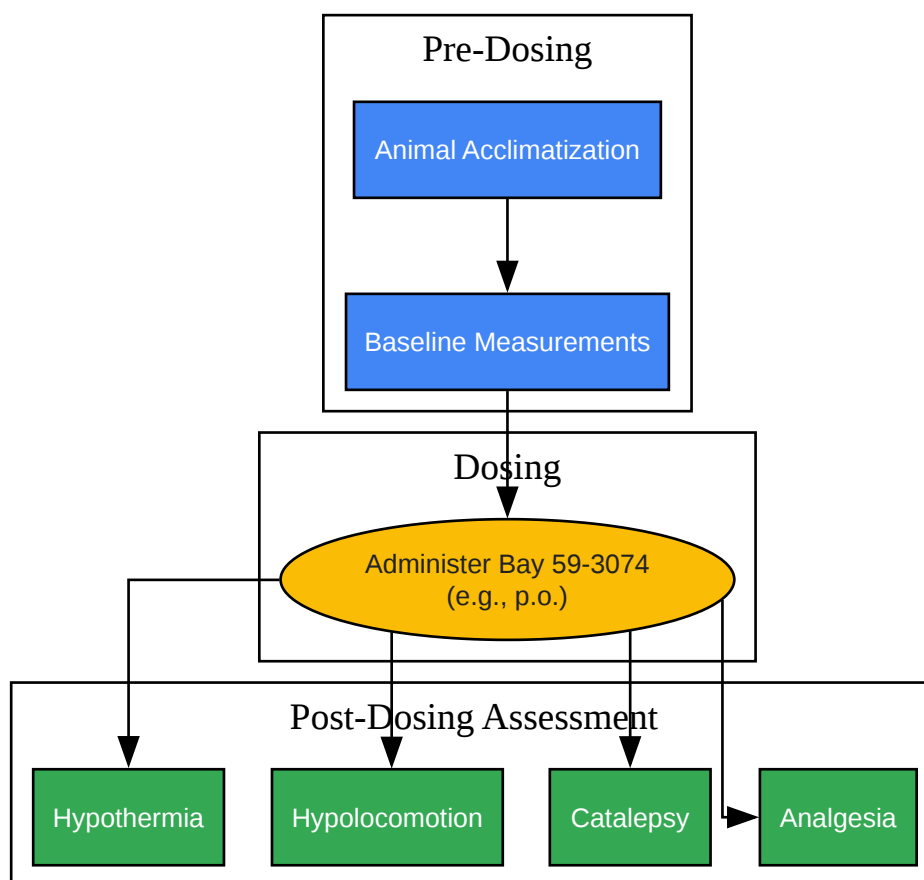 Pre-Dosing
Animal Acclimatization
Baseline Measurements
Dosing
Administer Bay 59-3074
(e.g., p.o.)
Post-Dosing Assessment
Hypothermia
Hypolocomotion
Catalepsy
Analgesia